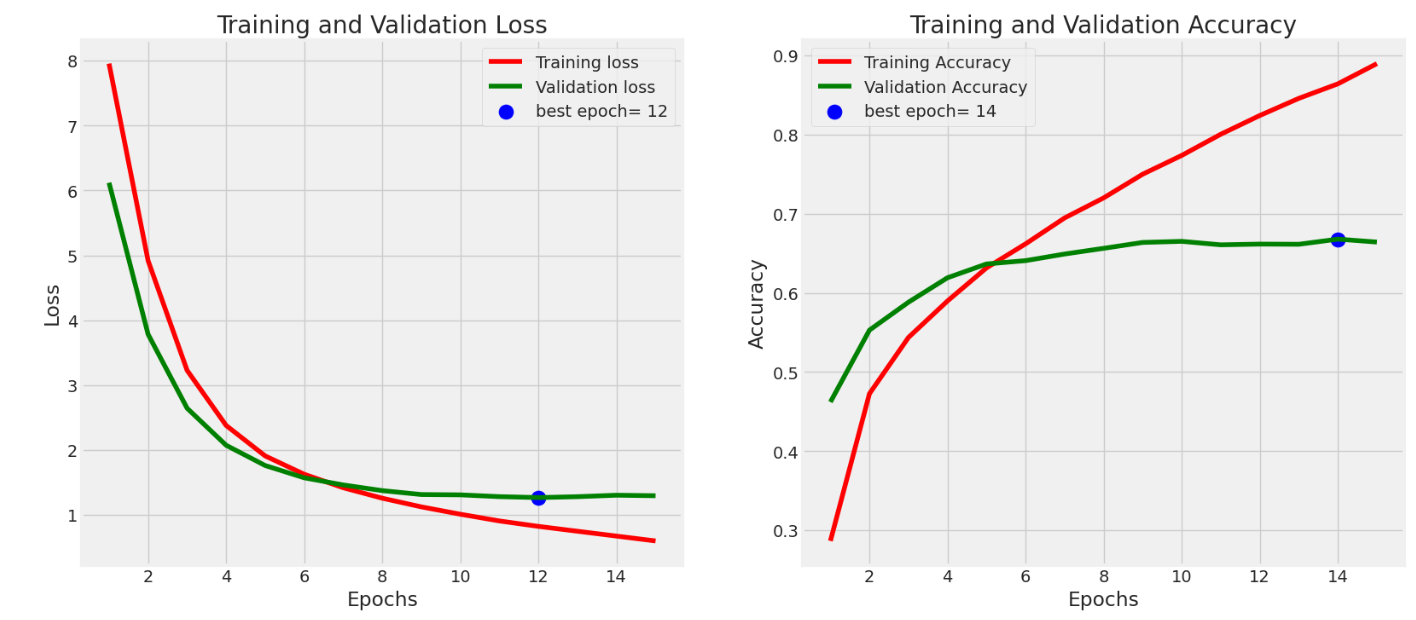 Training and Validation Loss
Training loss
Validation loss
best epoch= 12
8
7
6
5
4
3
2
1
Loss
2 4 6 8 10 12 14
Epochs
Training and Validation Accuracy
Training Accuracy
Validation Accuracy
best epoch= 14
0.9
0.8
0.7
0.6
0.5
0.4
0.3
Accuracy
2 4 6 8 10 12 14
Epochs